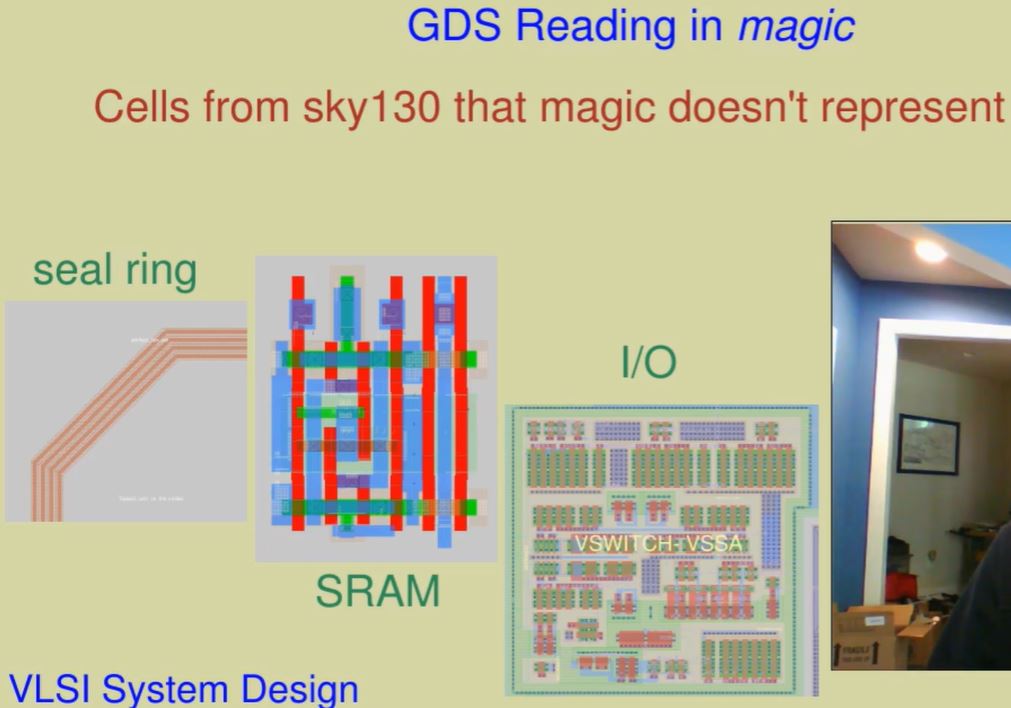 GDS Reading in magic
Cells from sky130 that magic doesn't represent
seal ring
I/O
VSWITCH VSSA
SRAM
FRAGILE
VLSI System Design